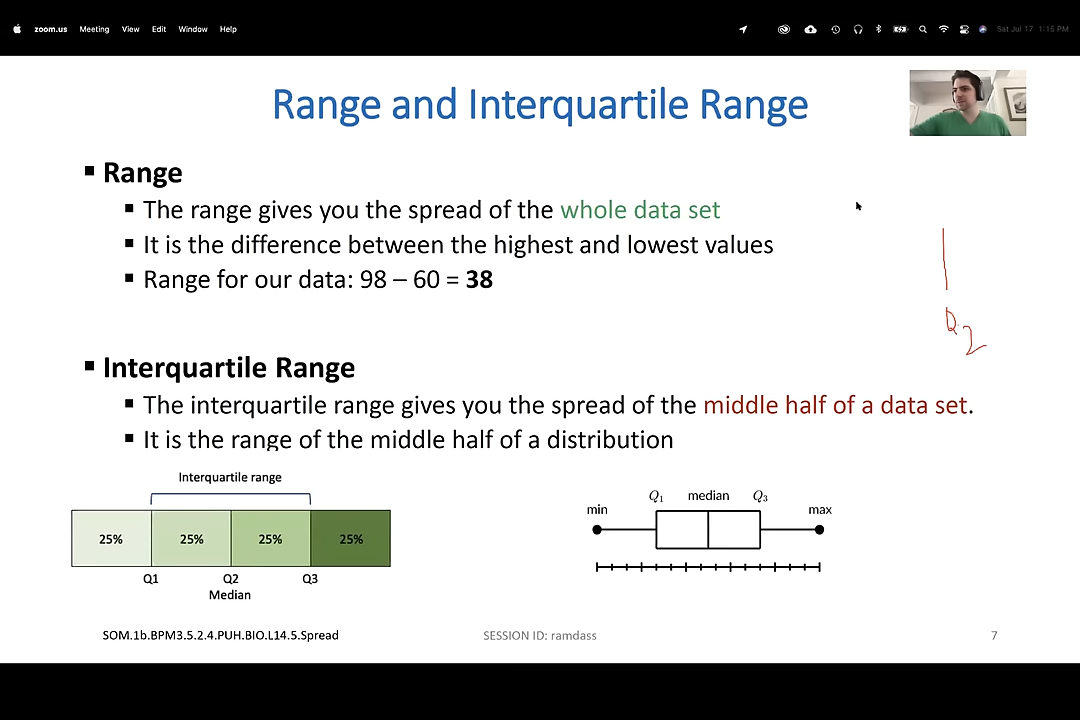 zoom.us Meeting View Edit Window Help Sat Jul 17 1:15 PM
Range and Interquartile Range
▪ Range
▪ The range gives you the spread of the whole data set
▪ It is the difference between the highest and lowest values
▪ Range for our data: 98 – 60 = 38
Q2
▪ Interquartile Range
▪ The interquartile range gives you the spread of the middle half of a data set.
▪ It is the range of the middle half of a distribution
Interquartile range
25% 25% 25% 25%
Q1 Q2 Q3
Median
Q1 median Q3
min max
SOM.1b.BPM3.5.2.4.PUH.BIO.L14.5.Spread SESSION ID: ramdass 7